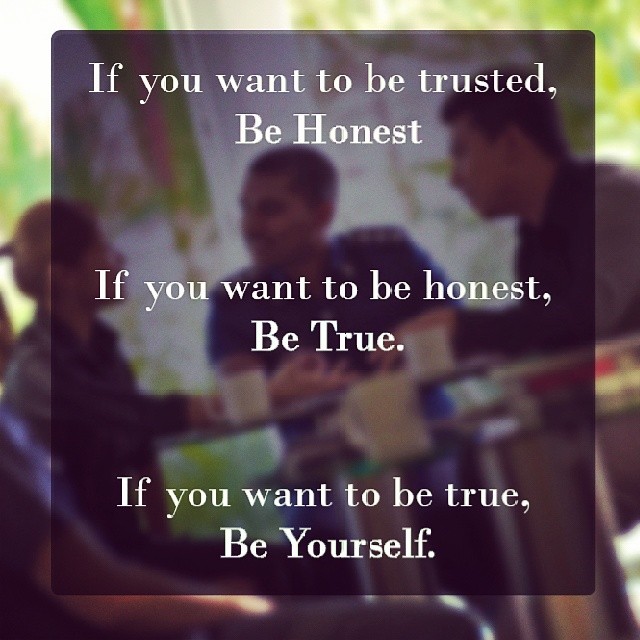 If you want to be trusted,
Be Honest
If you want to be honest,
Be True.
If you want to be true,
Be Yourself.